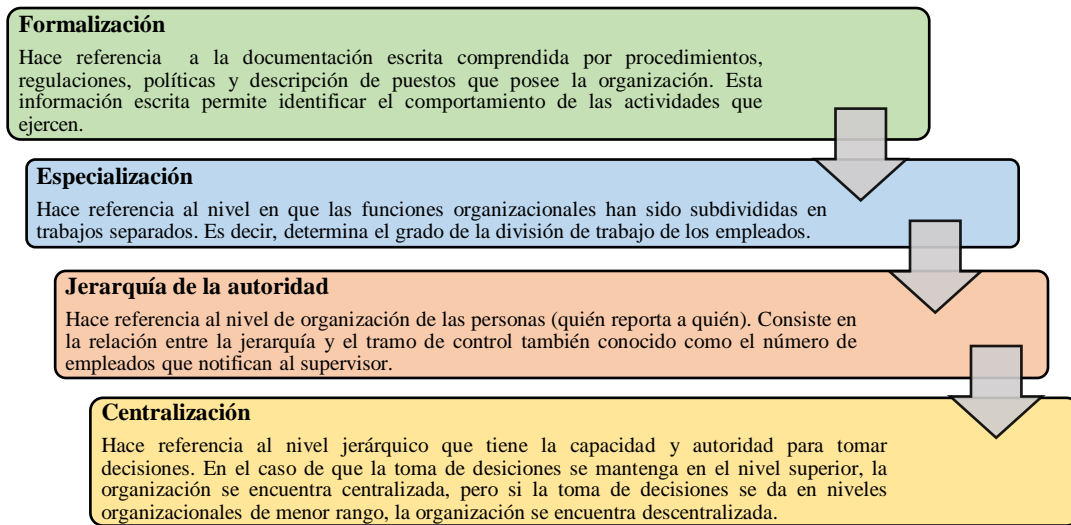 Formalización
Hace referencia a la documentación escrita comprendida por procedimientos,
regulaciones, políticas y descripción de puestos que posee la organización. Esta
información escrita permite identificar el comportamiento de las actividades que
ejercen.
Especialización
Hace referencia al nivel en que las funciones organizacionales han sido subdivididas en
trabajos separados. Es decir, determina el grado de la división de trabajo de los empleados.
Jerarquía de la autoridad
Hace referencia al nivel de organización de las personas (quién reporta a quién). Consiste en
la relación entre la jerarquía y el tramo de control también conocido como el número de
empleados que notifican al supervisor.
Centralización
Hace referencia al nivel jerárquico que tiene la capacidad y autoridad para tomar
decisiones. En el caso de que la toma de desiciones se mantenga en el nivel superior, la
organización se encuentra centralizada, pero si la toma de decisiones se da en niveles
organizacionales de menor rango, la organización se encuentra descentralizada.